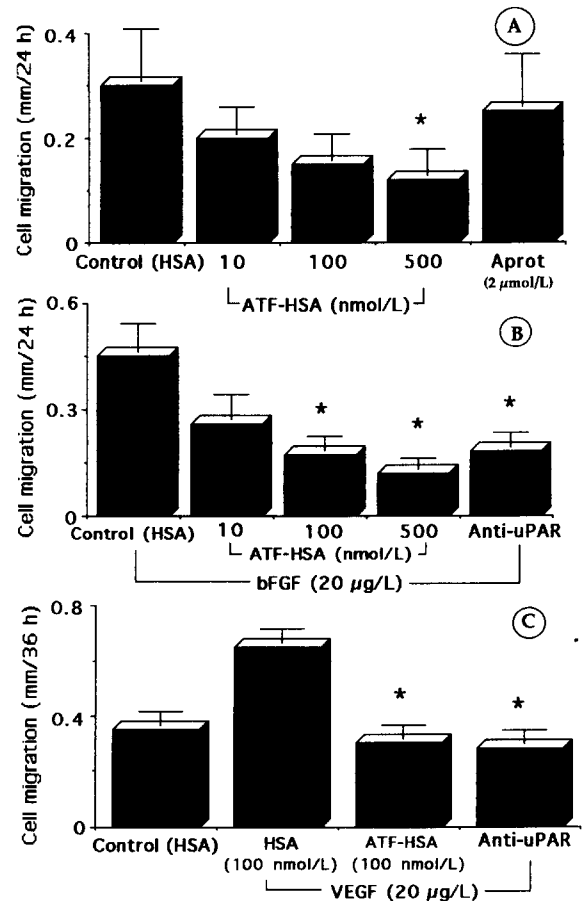 A
Cell migration (mm/24 h)
0.4
0.2
0
*
Control (HSA) 10 100 500 Aprot
(2 µmol/L)
ATF-HSA (nmol/L)
B
Cell migration (mm/24 h)
0.6
0.3
0
* * *
Control (HSA) 10 100 500 Anti-uPAR
ATF-HSA (nmol/L)
bFGF (20 µg/L)
C
Cell migration (mm/36 h)
0.8
0.4
0
* *
Control (HSA) HSA ATF-HSA Anti-uPAR
(100 nmol/L) (100 nmol/L)
VEGF (20 µg/L)